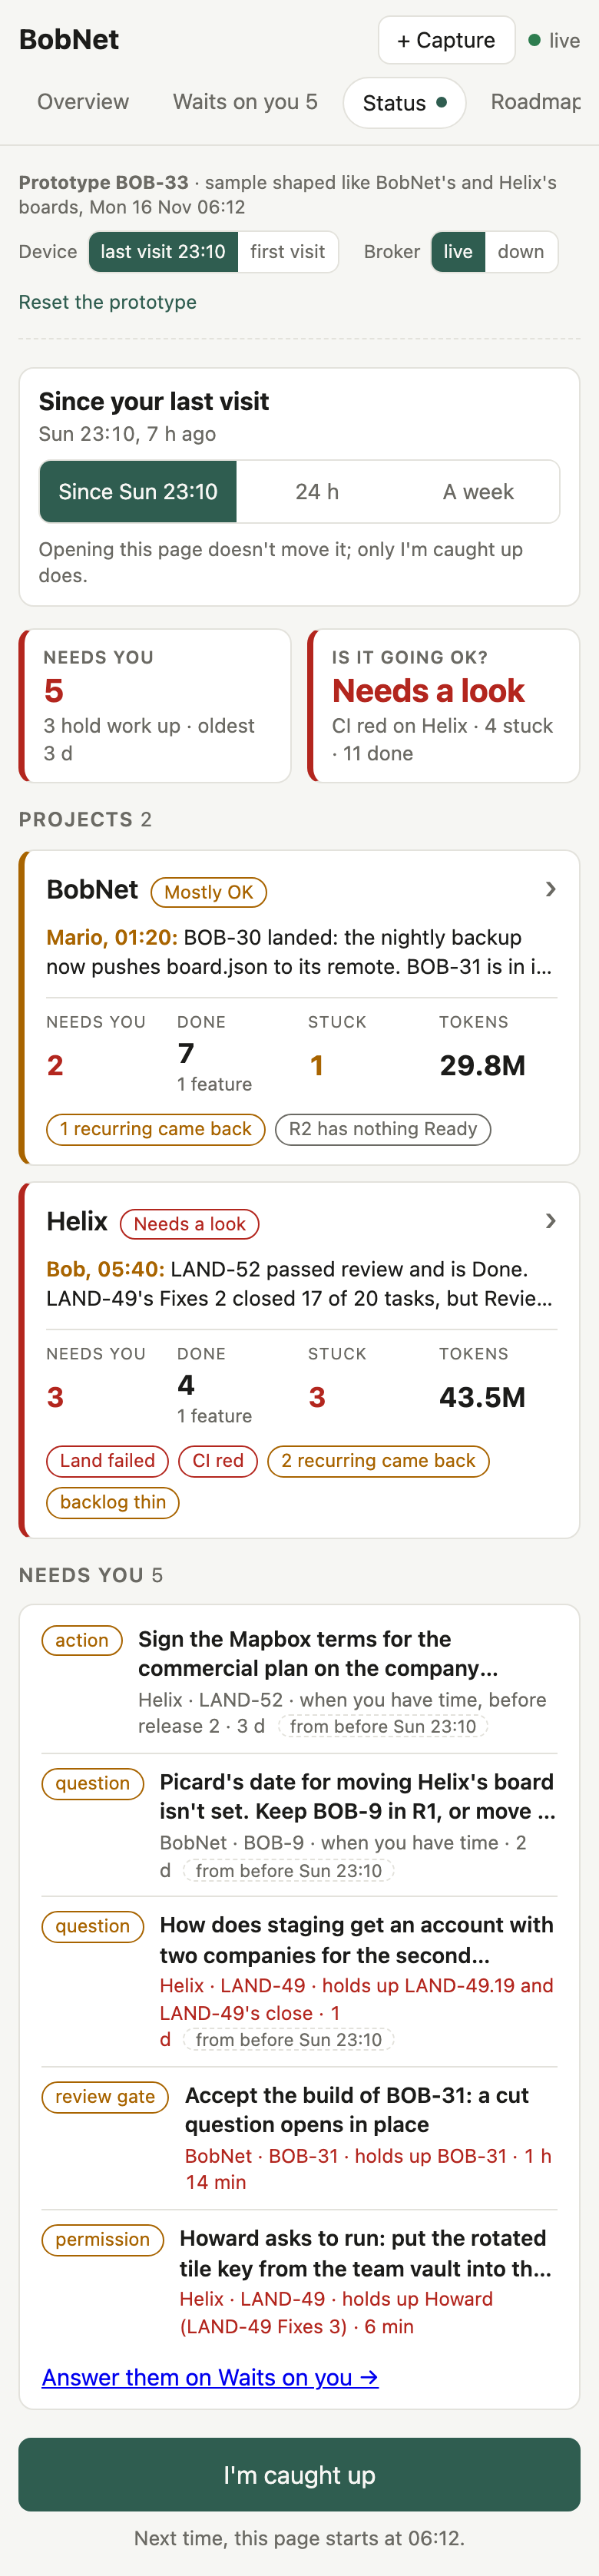 BobNet
+ Capture
live
Overview
Waits on you 5
Status
Roadmap
Prototype BOB-33 · sample shaped like BobNet's and Helix's
boards, Mon 16 Nov 06:12
Device
last visit 23:10
first visit
Broker
live
down
Reset the prototype
Since your last visit
Sun 23:10, 7 h ago
Since Sun 23:10
24 h
A week
Opening this page doesn't move it; only I'm caught up
does.
NEEDS YOU
5
3 hold work up · oldest
3 d
IS IT GOING OK?
Needs a look
CI red on Helix · 4 stuck
· 11 done
PROJECTS 2
BobNet
Mostly OK
›
Mario, 01:20: BOB-30 landed: the nightly backup
now pushes board.json to its remote. BOB-31 is in i...
NEEDS YOU
2
DONE
7
1 feature
STUCK
1
TOKENS
29.8M
1 recurring came back
R2 has nothing Ready
Helix
Needs a look
›
Bob, 05:40: LAND-52 passed review and is Done.
LAND-49's Fixes 2 closed 17 of 20 tasks, but Revie...
NEEDS YOU
3
DONE
4
1 feature
STUCK
3
TOKENS
43.5M
Land failed
CI red
2 recurring came back
backlog thin
NEEDS YOU 5
action
Sign the Mapbox terms for the
commercial plan on the company...
Helix · LAND-52 · when you have time, before
release 2 · 3 d
from before Sun 23:10
question
Picard's date for moving Helix's board
isn't set. Keep BOB-9 in R1, or move ...
BobNet · BOB-9 · when you have time · 2
d
from before Sun 23:10
question
How does staging get an account with
two companies for the second...
Helix · LAND-49 · holds up LAND-49.19 and
LAND-49's close · 1
d
from before Sun 23:10
review gate
Accept the build of BOB-31: a cut
question opens in place
BobNet · BOB-31 · holds up BOB-31 · 1 h
14 min
permission
Howard asks to run: put the rotated
tile key from the team vault into th...
Helix · LAND-49 · holds up Howard
(LAND-49 Fixes 3) · 6 min
Answer them on Waits on you →
I'm caught up
Next time, this page starts at 06:12.